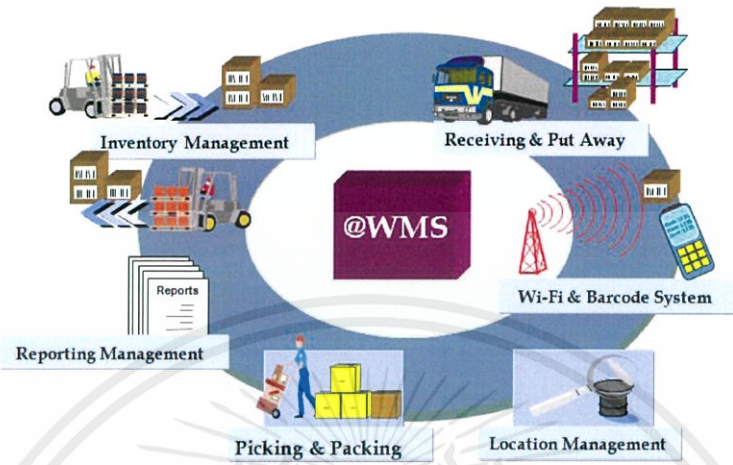 Inventory Management
Receiving & Put Away
@WMS
Wi-Fi & Barcode System
Reports
Reporting Management
Picking & Packing
Location Management